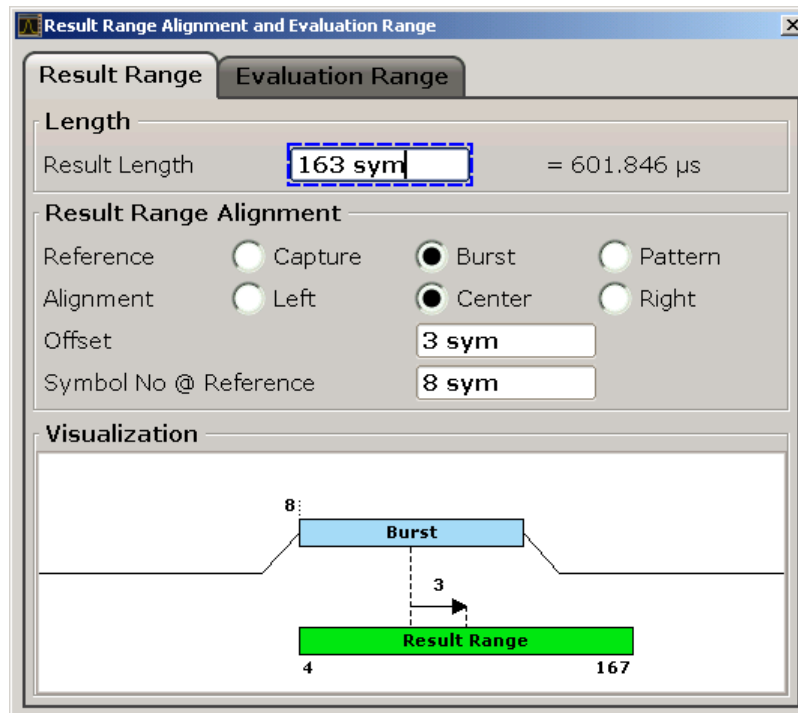 Result Range Alignment and Evaluation Range
Result Range Evaluation Range
Length
Result Length 163 sym = 601.846 µs
Result Range Alignment
Reference Capture Burst Pattern
Alignment Left Center Right
Offset 3 sym
Symbol No @ Reference 8 sym
Visualization
8
Burst
3
Result Range
4 167